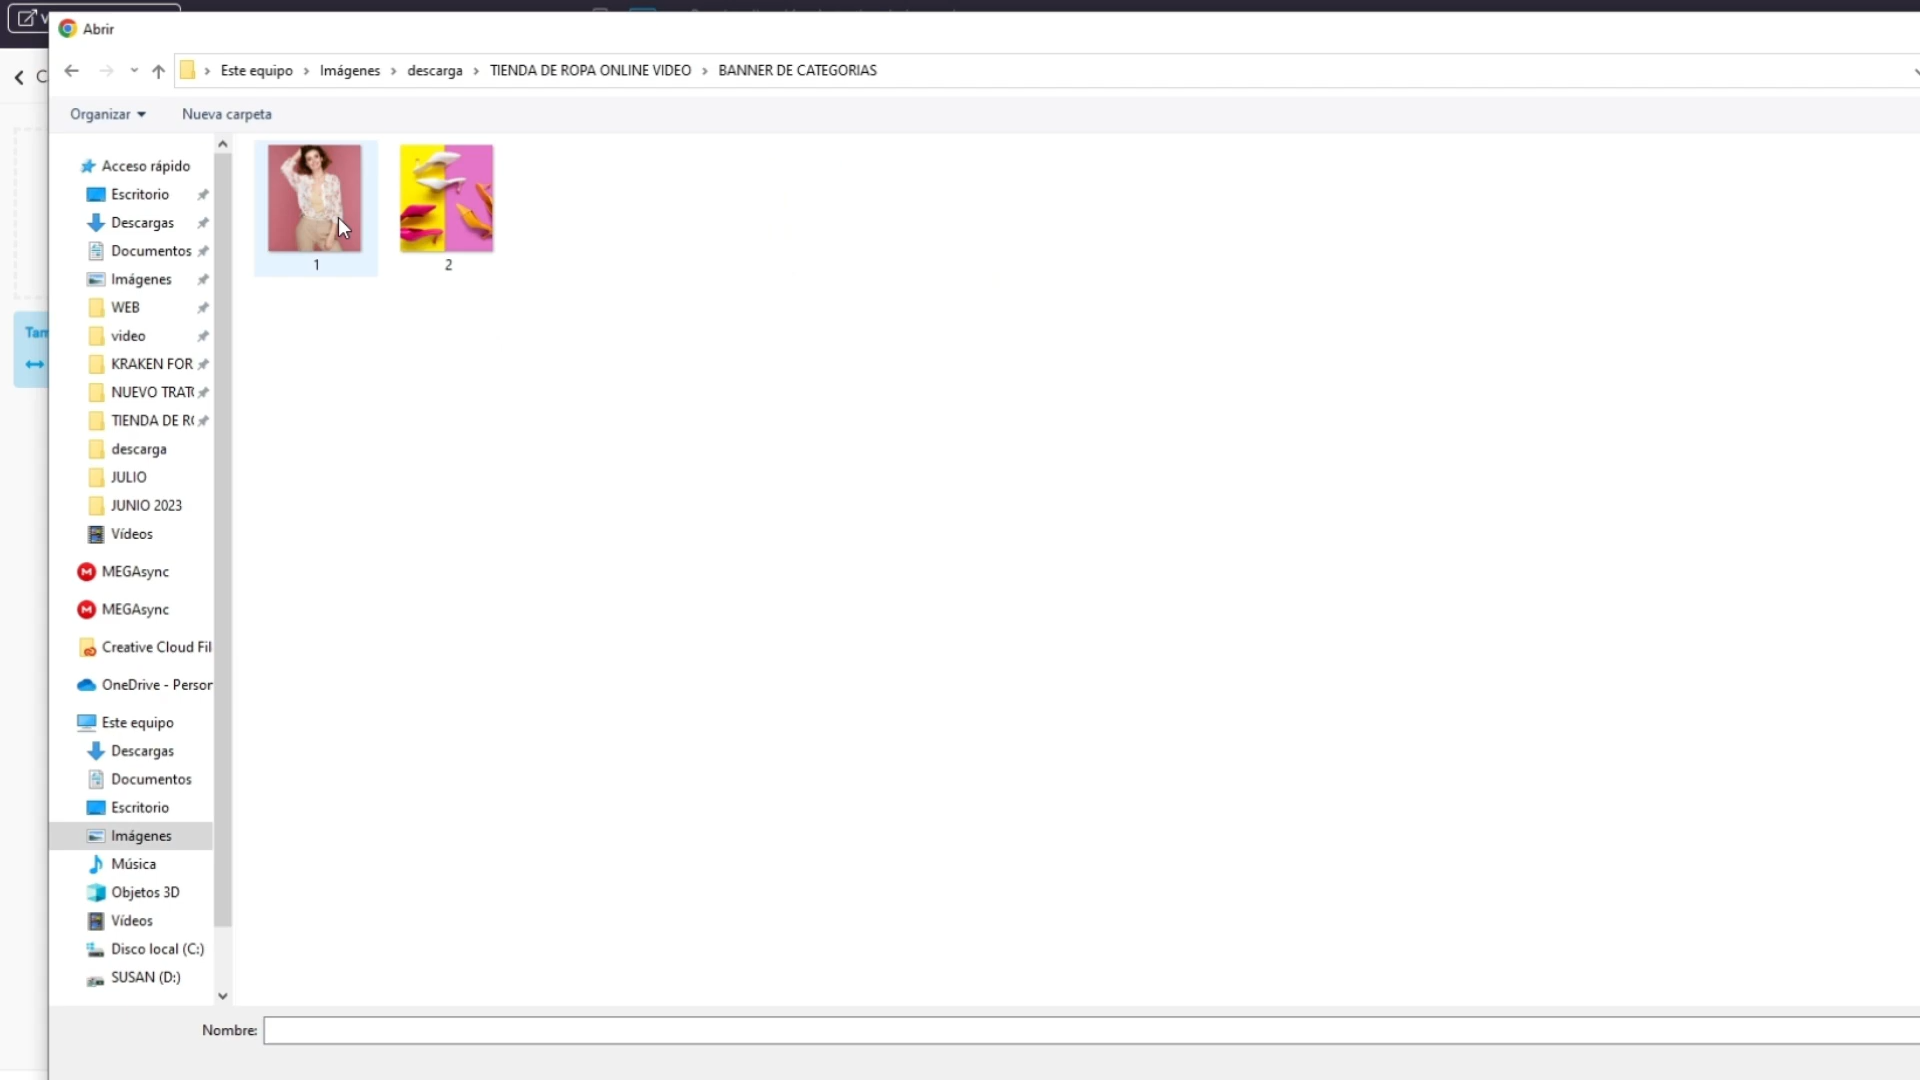 Abrir
Este equipo › Imágenes › descarga › TIENDA DE ROPA ONLINE VIDEO › BANNER DE CATEGORIAS
Organizar
Nueva carpeta
Acceso rápido
Escritorio
Descargas
Documentos
Imágenes
WEB
video
KRAKEN FOR
NUEVO TRAT
TIENDA DE R
descarga
JULIO
JUNIO 2023
Vídeos
MEGAsync
MEGAsync
Creative Cloud Fil
OneDrive - Person
Este equipo
Descargas
Documentos
Escritorio
Imágenes
Música
Objetos 3D
Vídeos
Disco local (C:)
SUSAN (D:)
1
2
Nombre: